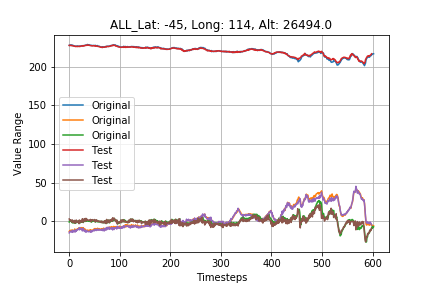 ALL_Lat: -45, Long: 114, Alt: 26494.0
Value Range
200
150
100
50
0
Original
Original
Original
Test
Test
Test
0 100 200 300 400 500 600
Timesteps